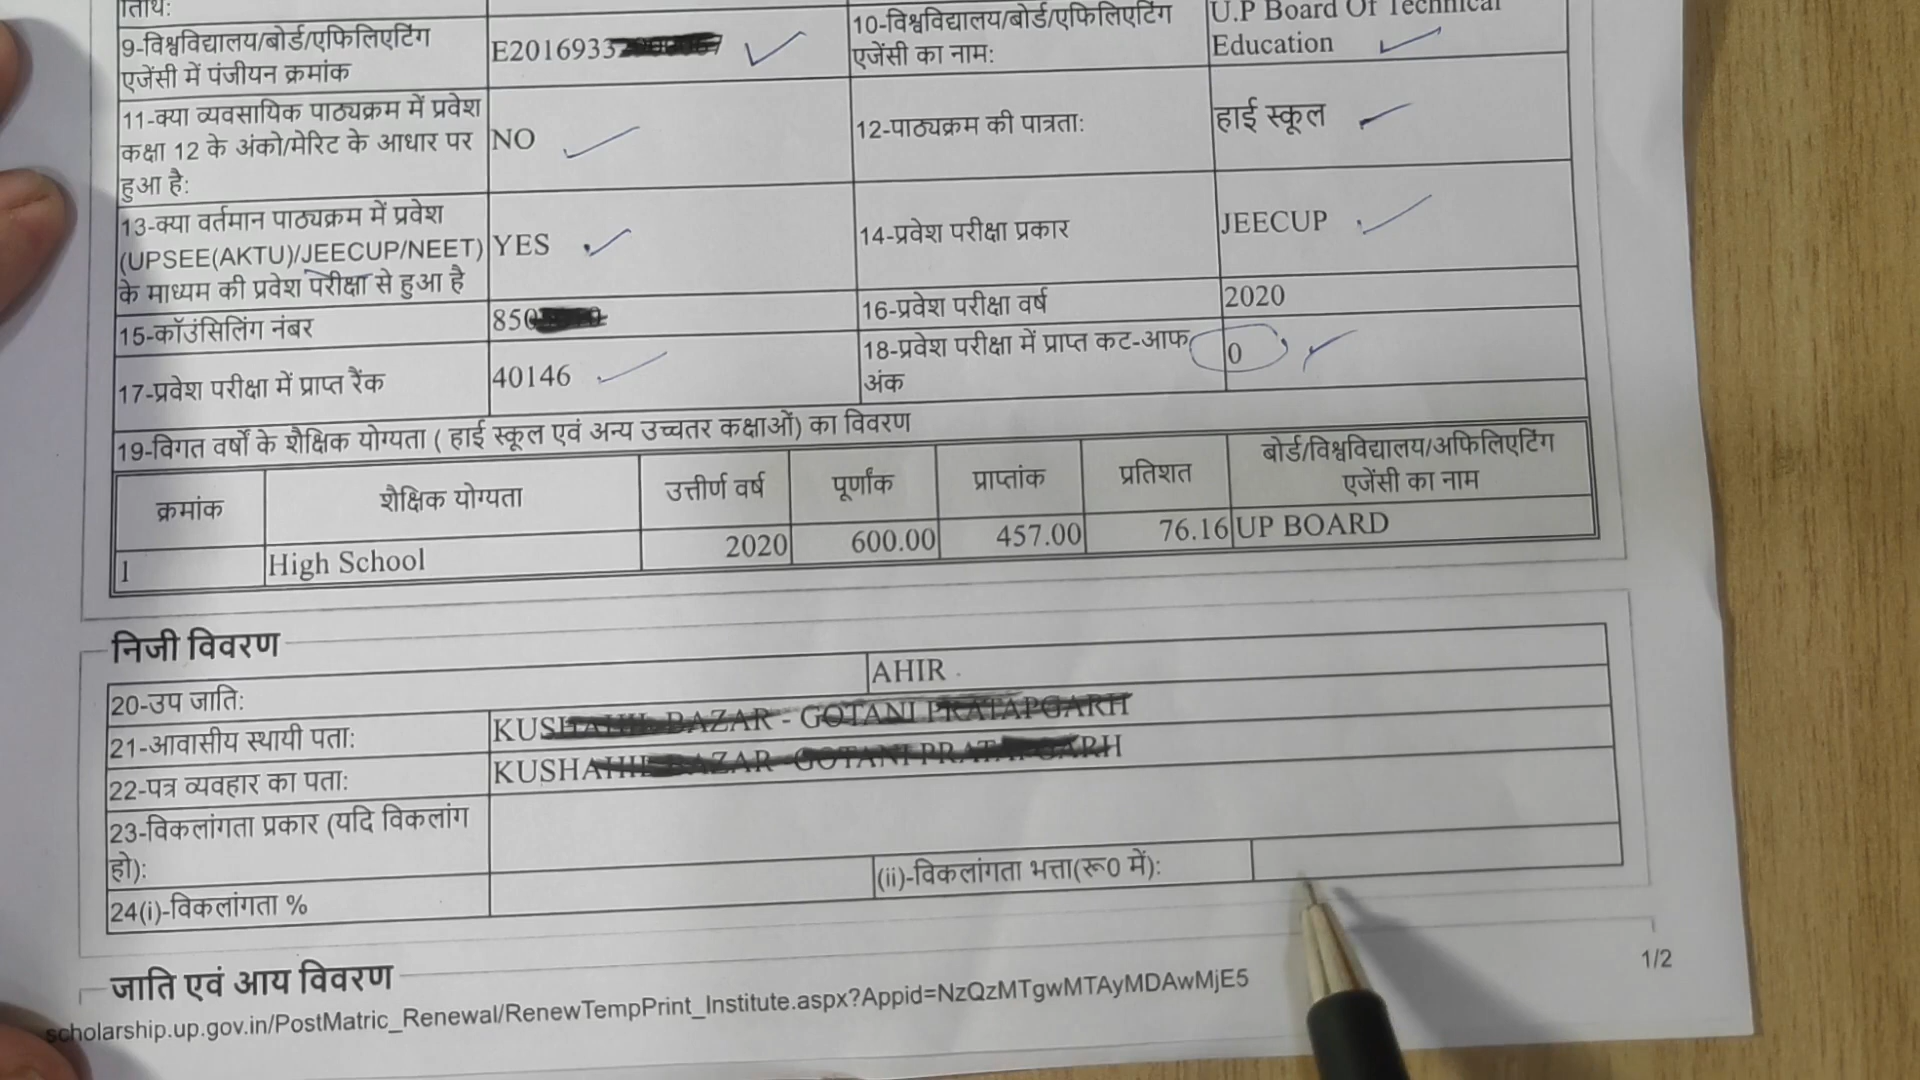 तिथि:
9-विश्वविद्यालय/बोर्ड/एफिलिएटिंग
एजेंसी में पंजीयन क्रमांक
E2016933
10-विश्वविद्यालय/बोर्ड/एफिलिएटिंग
एजेंसी का नाम:
U.P Board Of Technical
Education
11-क्या व्यवसायिक पाठ्यक्रम में प्रवेश
कक्षा 12 के अंको/मेरिट के आधार पर
हुआ है:
NO
12-पाठ्यक्रम की पात्रता:
हाई स्कूल
13-क्या वर्तमान पाठ्यक्रम में प्रवेश
(UPSEE(AKTU)/JEECUP/NEET)
के माध्यम की प्रवेश परीक्षा से हुआ है
YES
14-प्रवेश परीक्षा प्रकार
JEECUP
15-कॉउंसिलिंग नंबर
850
16-प्रवेश परीक्षा वर्ष
2020
17-प्रवेश परीक्षा में प्राप्त रैंक
40146
18-प्रवेश परीक्षा में प्राप्त कट-आफ
अंक
0
19-विगत वर्षों के शैक्षिक योग्यता ( हाई स्कूल एवं अन्य उच्चतर कक्षाओं) का विवरण
क्रमांक शैक्षिक योग्यता उत्तीर्ण वर्ष पूर्णांक प्राप्तांक प्रतिशत बोर्ड/विश्वविद्यालय/अफिलिएटिंग
एजेंसी का नाम
1 High School 2020 600.00 457.00 76.16 UP BOARD
निजी विवरण
20-उप जाति: AHIR
21-आवासीय स्थायी पता:
22-पत्र व्यवहार का पता:
23-विकलांगता प्रकार (यदि विकलांग
हो):
24(i)-विकलांगता % (ii)-विकलांगता भत्ता(रू0 में):
जाति एवं आय विवरण
1/2
scholarship.up.gov.in/PostMatric_Renewal/RenewTempPrint_Institute.aspx?Appid=NzQzMTgwMTAyMDAwMjE5